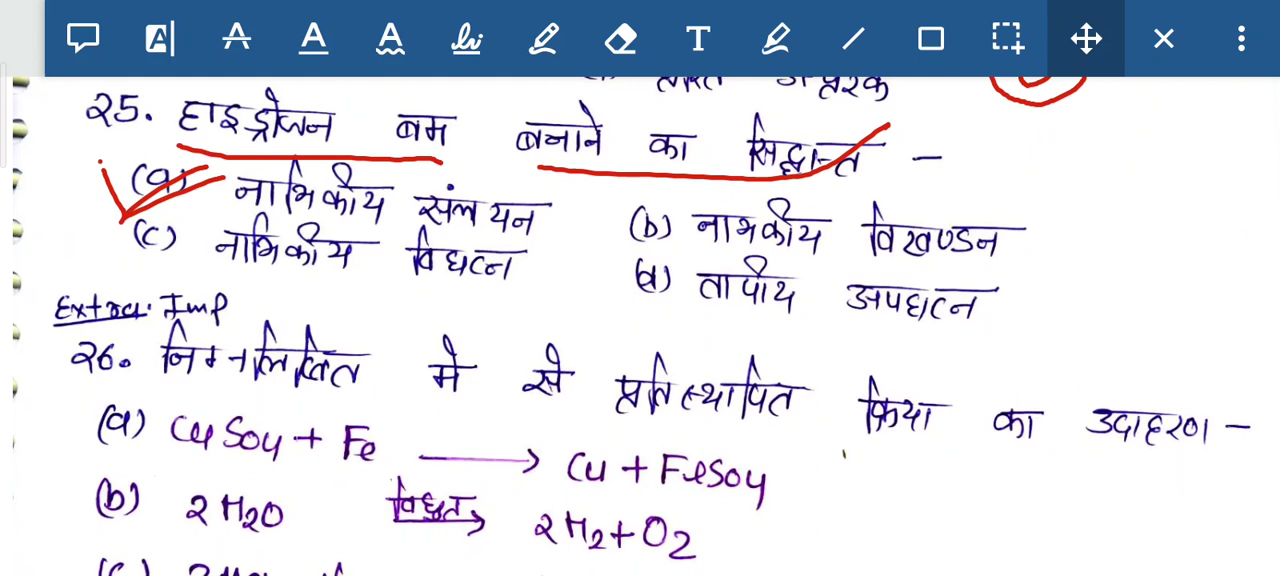 25. हाइड्रोजन बम बनाने का सिद्धान्त –
(a) नाभिकीय संलयन (b) नाभकीय विखण्डन
(c) नाभिकीय विघटन (d) तापीय अपघटन
Extra. Imp
26. निम्नलिखित मे से प्रतिस्थापित क्रिया का उदाहरण –
(a) CuSO4 + Fe → Cu + FeSO4
(b) 2H2O विधुत → 2H2 + O2